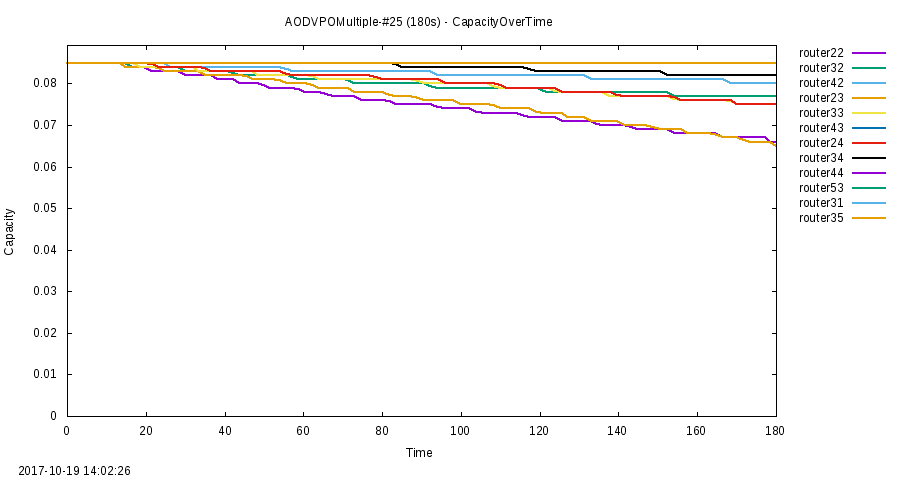 AODVPOMultiple-#25 (180s) - CapacityOverTime
router22
router32
router42
router23
router33
router43
router24
router34
router44
router53
router31
router35
0.08
0.07
0.06
0.05
0.04
0.03
0.02
0.01
0
Capacity
0 20 40 60 80 100 120 140 160 180
Time
2017-10-19 14:02:26